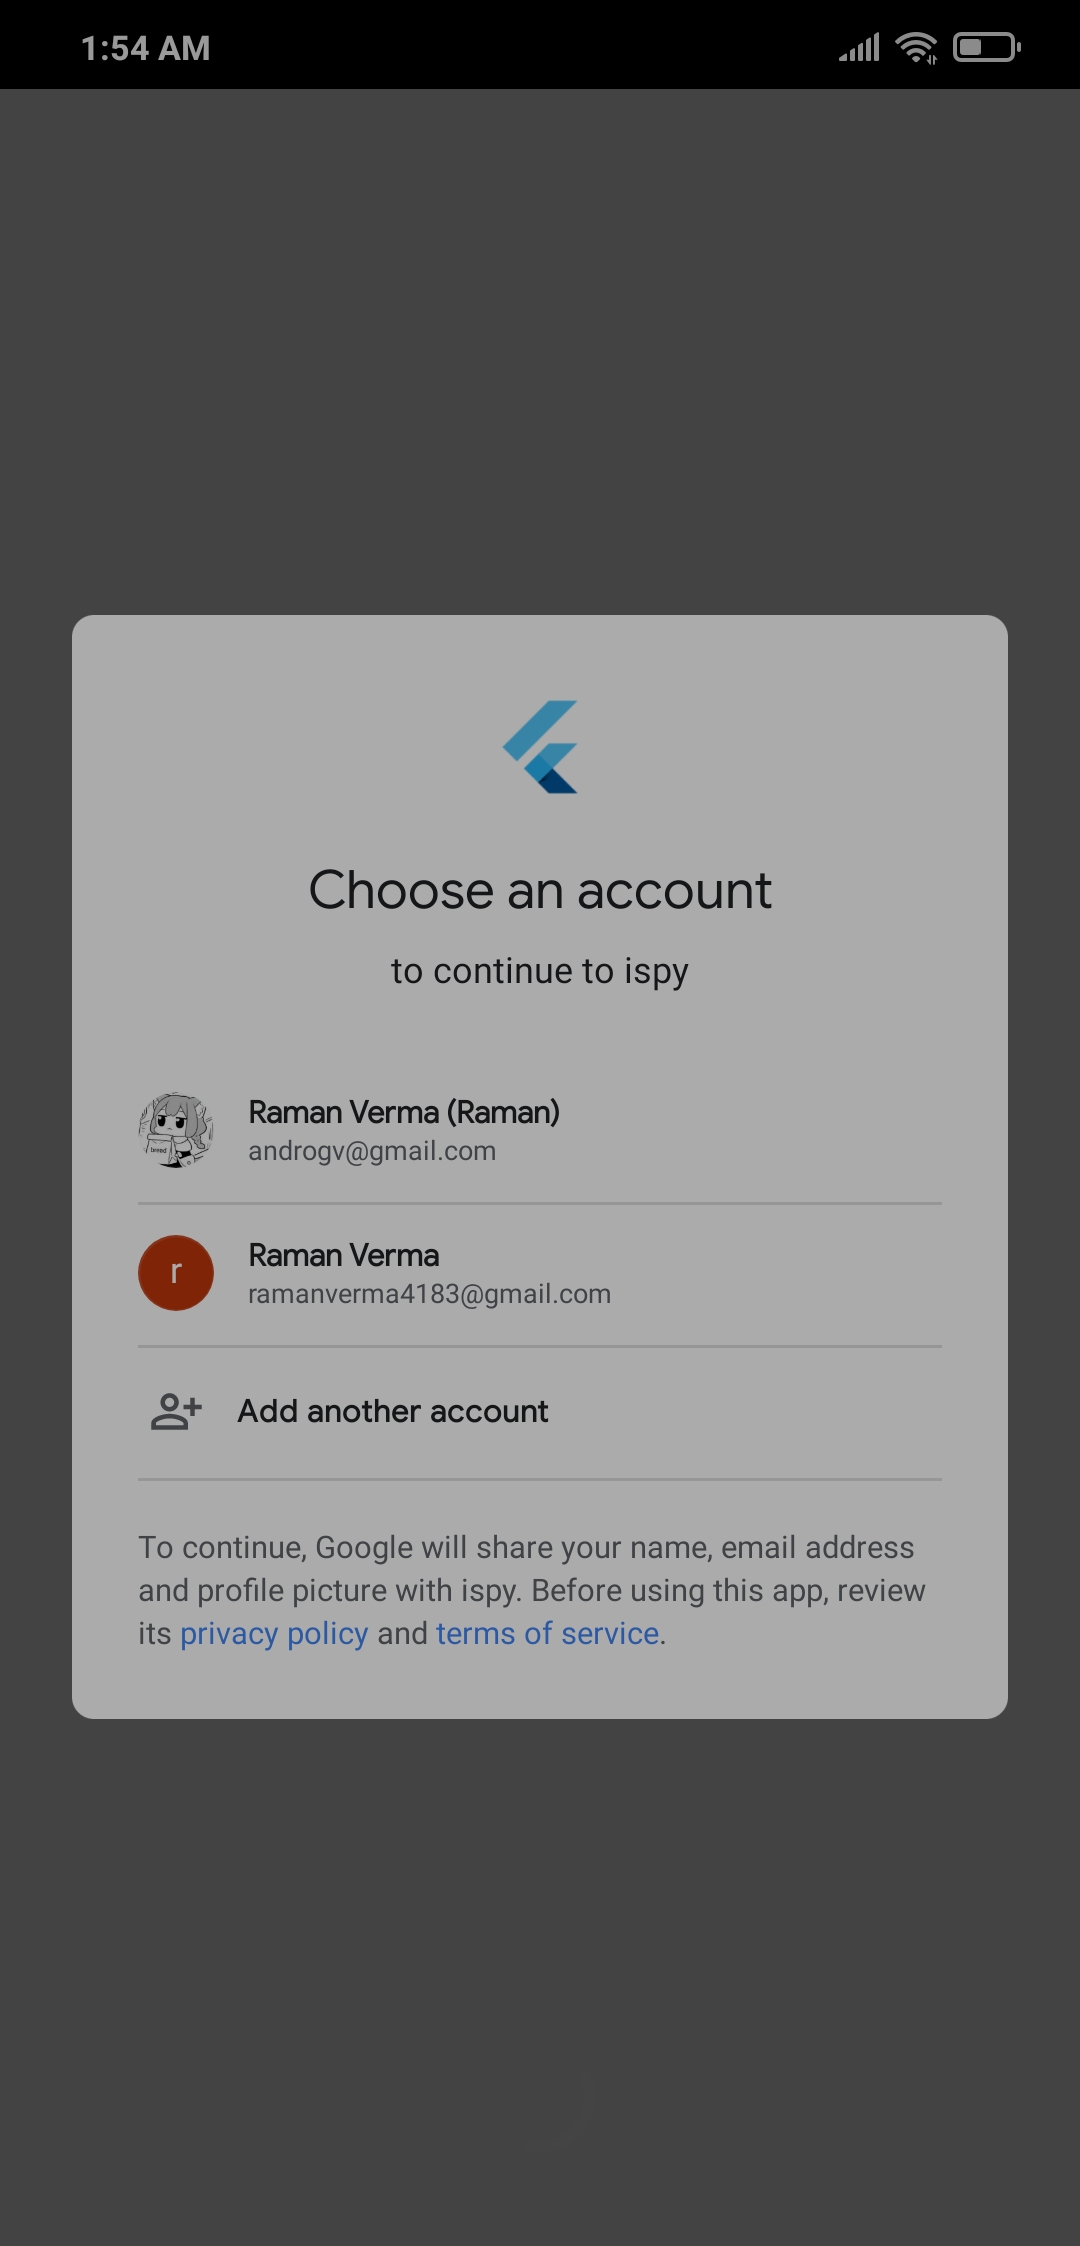 1:54 AM
Choose an account
to continue to ispy
Raman Verma (Raman)
androgv@gmail.com
bread
r
Raman Verma
ramanverma4183@gmail.com
Add another account
To continue, Google will share your name, email address
and profile picture with ispy. Before using this app, review
its privacy policy and terms of service.